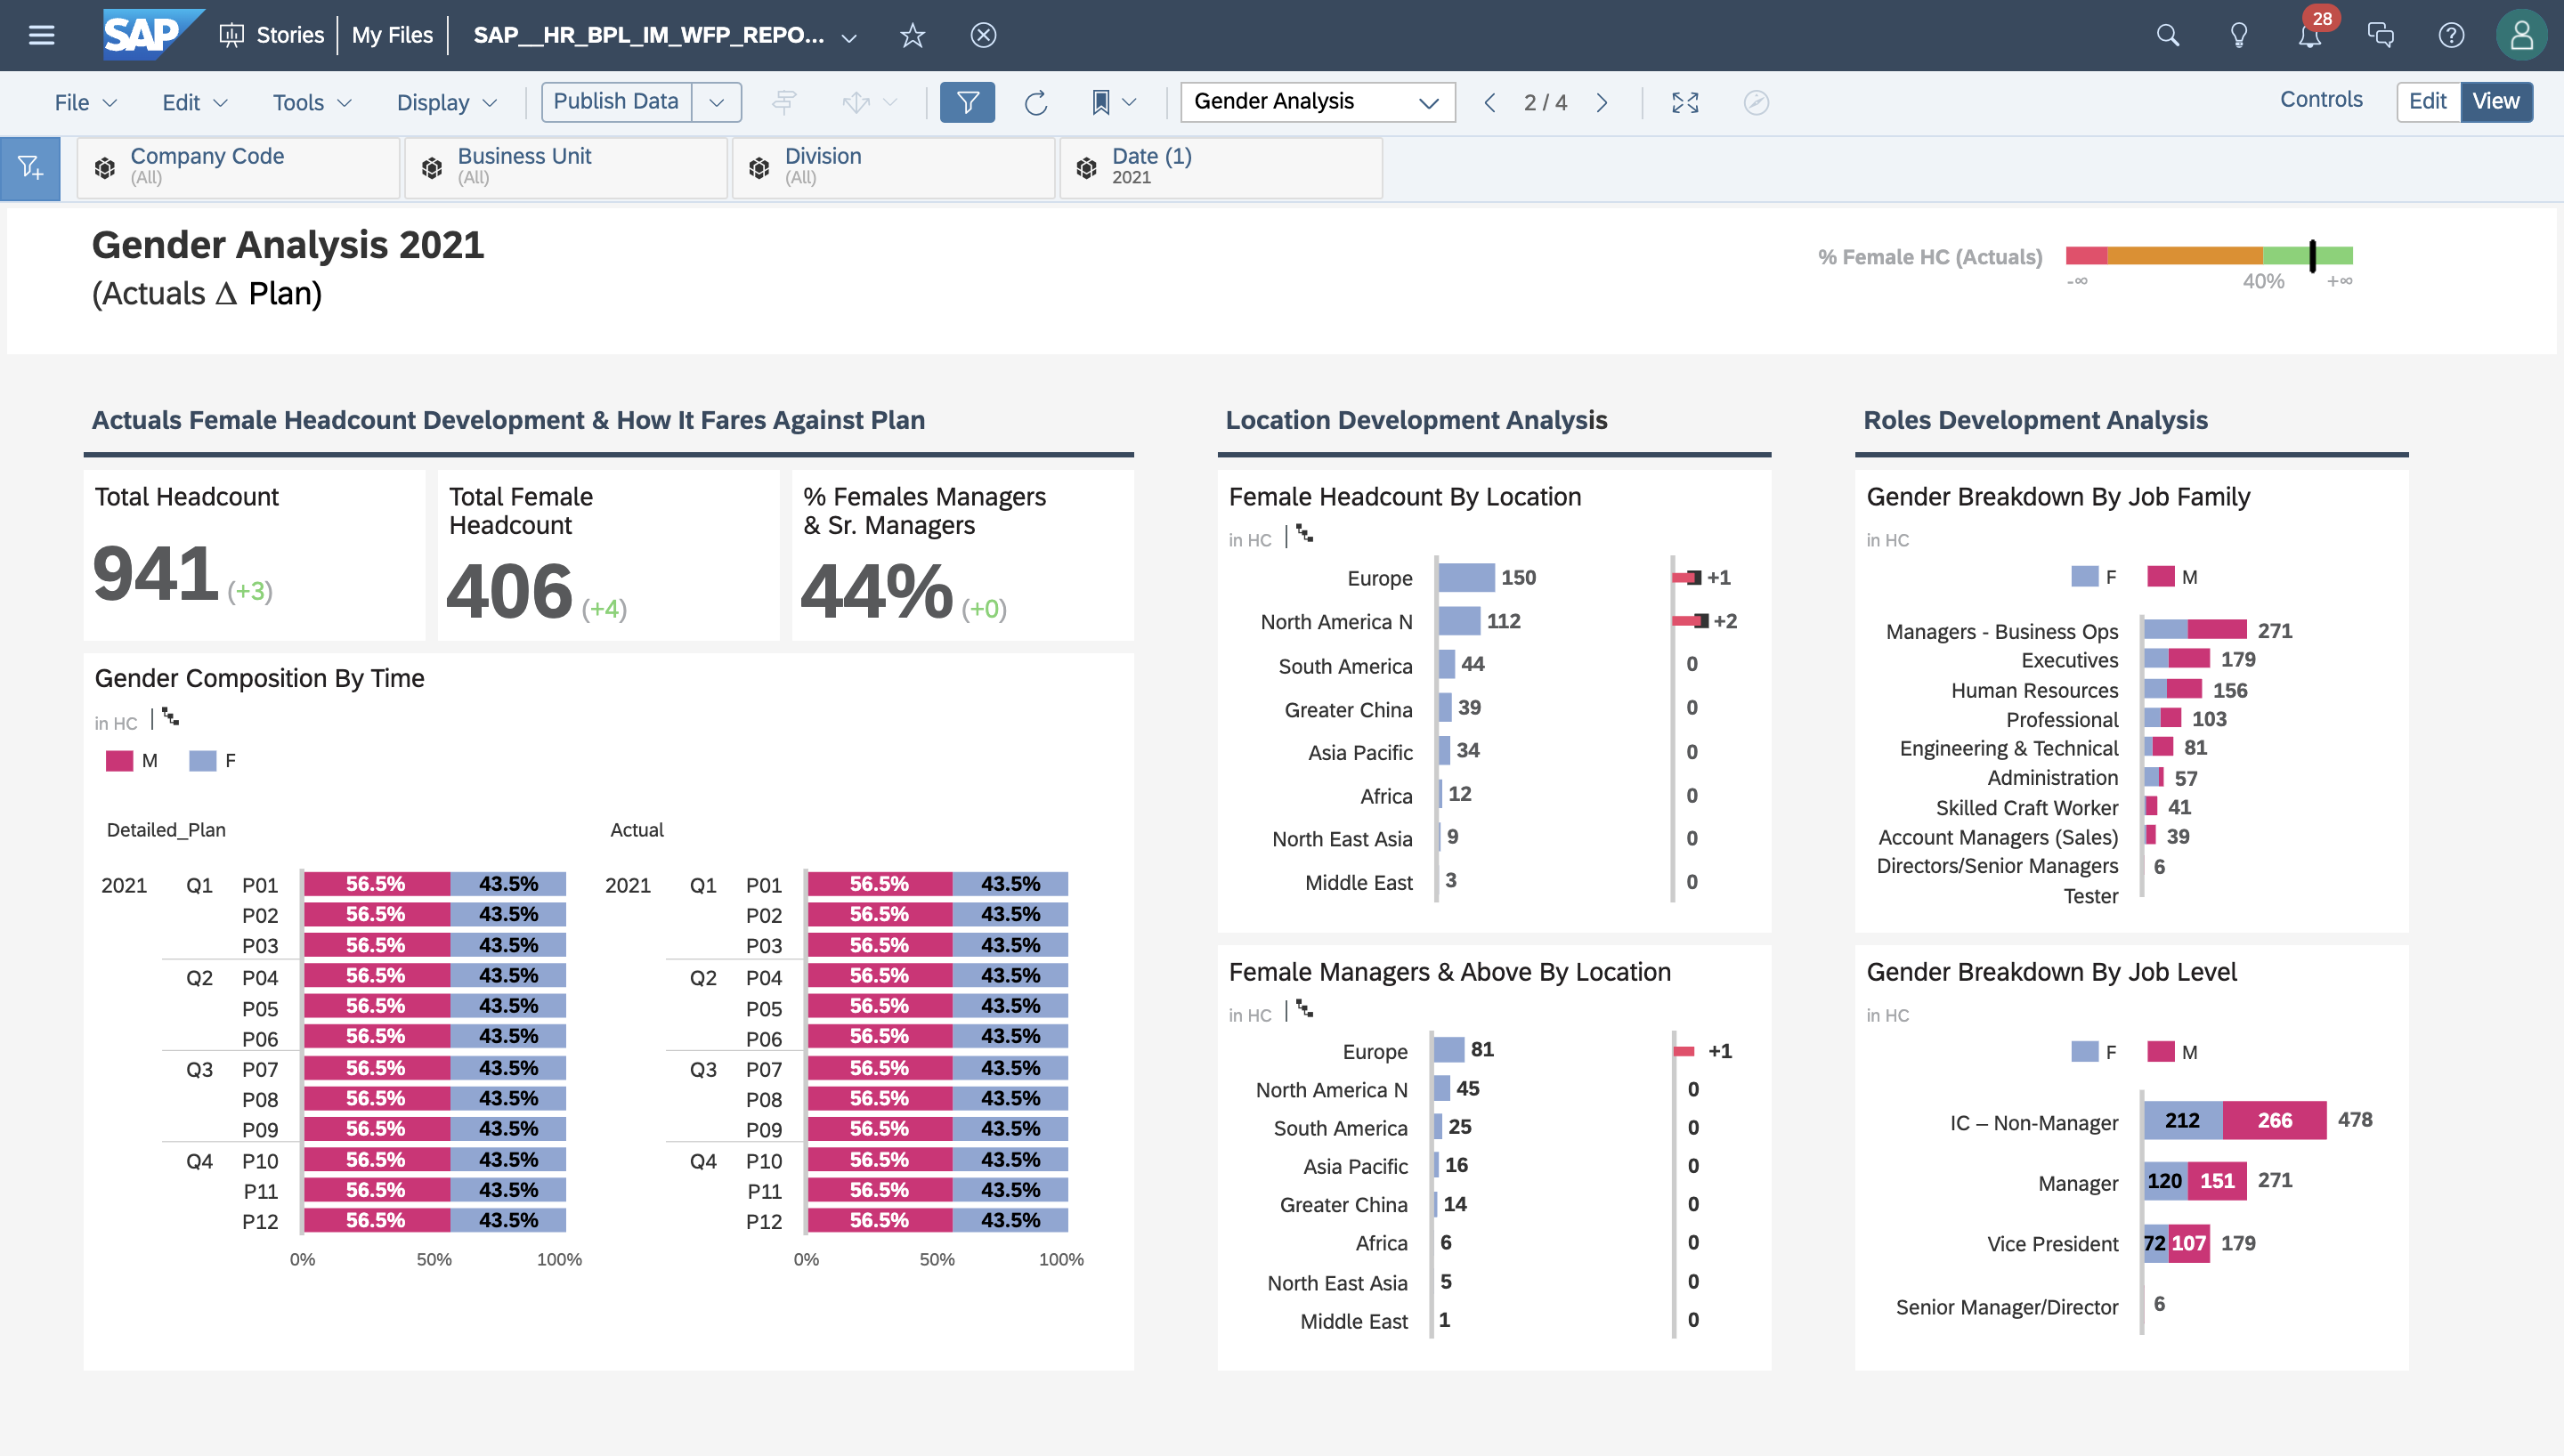 SAP Stories My Files SAP__HR_BPL_IM_WFP_REPO... 28
File Edit Tools Display Publish Data Gender Analysis 2 / 4 Controls Edit View
Company Code
(All)
Business Unit
(All)
Division
(All)
Date (1)
2021
Gender Analysis 2021
(Actuals Δ Plan)
% Female HC (Actuals)
-∞ 40% +∞
Actuals Female Headcount Development & How It Fares Against Plan
Total Headcount
941 (+3)
Total Female
Headcount
406 (+4)
% Females Managers
& Sr. Managers
44% (+0)
Gender Composition By Time
in HC
M F
Detailed_Plan
2021 Q1 P01 56.5% 43.5%
P02 56.5% 43.5%
P03 56.5% 43.5%
Q2 P04 56.5% 43.5%
P05 56.5% 43.5%
P06 56.5% 43.5%
Q3 P07 56.5% 43.5%
P08 56.5% 43.5%
P09 56.5% 43.5%
Q4 P10 56.5% 43.5%
P11 56.5% 43.5%
P12 56.5% 43.5%
0% 50% 100%
Actual
2021 Q1 P01 56.5% 43.5%
P02 56.5% 43.5%
P03 56.5% 43.5%
Q2 P04 56.5% 43.5%
P05 56.5% 43.5%
P06 56.5% 43.5%
Q3 P07 56.5% 43.5%
P08 56.5% 43.5%
P09 56.5% 43.5%
Q4 P10 56.5% 43.5%
P11 56.5% 43.5%
P12 56.5% 43.5%
0% 50% 100%
Location Development Analysis
Female Headcount By Location
in HC
Europe 150 +1
North America N 112 +2
South America 44 0
Greater China 39 0
Asia Pacific 34 0
Africa 12 0
North East Asia 9 0
Middle East 3 0
Female Managers & Above By Location
in HC
Europe 81 +1
North America N 45 0
South America 25 0
Asia Pacific 16 0
Greater China 14 0
Africa 6 0
North East Asia 5 0
Middle East 1 0
Roles Development Analysis
Gender Breakdown By Job Family
in HC
F M
Managers - Business Ops 271
Executives 179
Human Resources 156
Professional 103
Engineering & Technical 81
Administration 57
Skilled Craft Worker 41
Account Managers (Sales) 39
Directors/Senior Managers 6
Tester
Gender Breakdown By Job Level
in HC
F M
IC – Non-Manager 212 266 478
Manager 120 151 271
Vice President 72 107 179
Senior Manager/Director 6